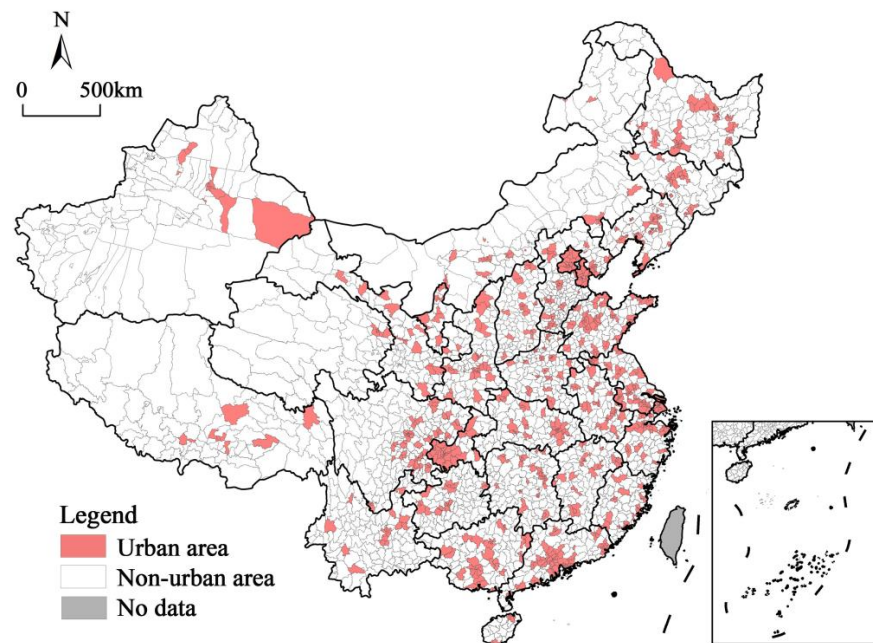 N
0 500km
Legend
Urban area
Non-urban area
No data